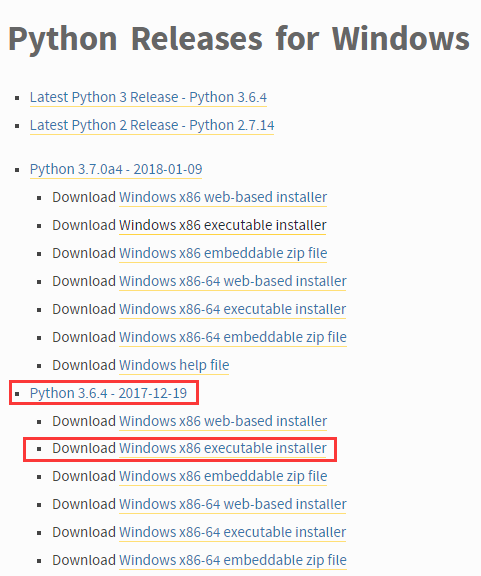 Python Releases for Windows
Latest Python 3 Release - Python 3.6.4
Latest Python 2 Release - Python 2.7.14
Python 3.7.0a4 - 2018-01-09
Download Windows x86 web-based installer
Download Windows x86 executable installer
Download Windows x86 embeddable zip file
Download Windows x86-64 web-based installer
Download Windows x86-64 executable installer
Download Windows x86-64 embeddable zip file
Download Windows help file
Python 3.6.4 - 2017-12-19
Download Windows x86 web-based installer
Download Windows x86 executable installer
Download Windows x86 embeddable zip file
Download Windows x86-64 web-based installer
Download Windows x86-64 executable installer
Download Windows x86-64 embeddable zip file